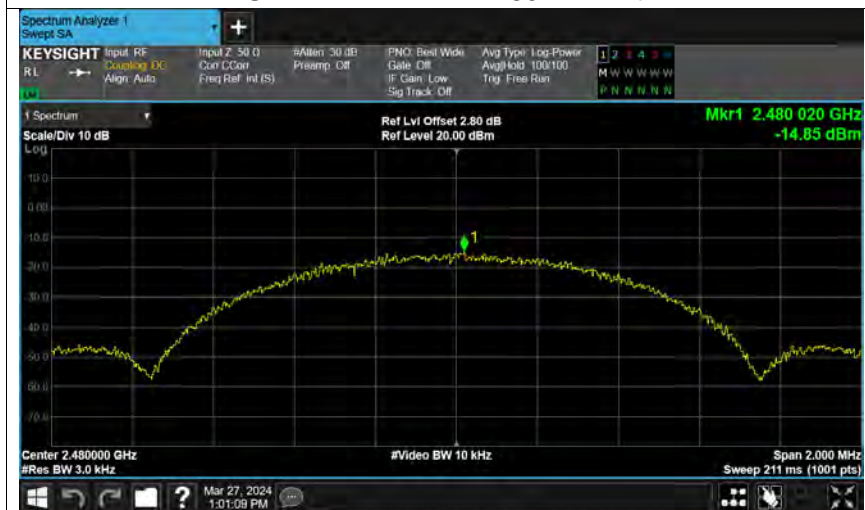 Spectrum Analyzer 1
Swept SA
+
KEYSIGHT
RL
Input: RF
Coupling: DC
Align: Auto
Input Z: 50 Ω
Corr CCorr
Freq Ref: Int (S)
#Atten: 30 dB
Preamp: Off
PNO: Best Wide
Gate: Off
IF Gain: Low
Sig Track: Off
Avg Type: Log-Power
Avg|Hold: 100/100
Trig: Free Run
1 2 3 4 5 6
M W W W W W
P N N N N N
1 Spectrum
Scale/Div 10 dB
Ref Lvl Offset 2.80 dB
Ref Level 20.00 dBm
Mkr1 2.480 020 GHz
-14.85 dBm
Log
10.0
0.00
-10.0
-20.0
-30.0
-40.0
-50.0
-60.0
-70.0
1
Center 2.480000 GHz
#Res BW 3.0 kHz
#Video BW 10 kHz
Span 2.000 MHz
Sweep 211 ms (1001 pts)
?
Mar 27, 2024
1:01:09 PM